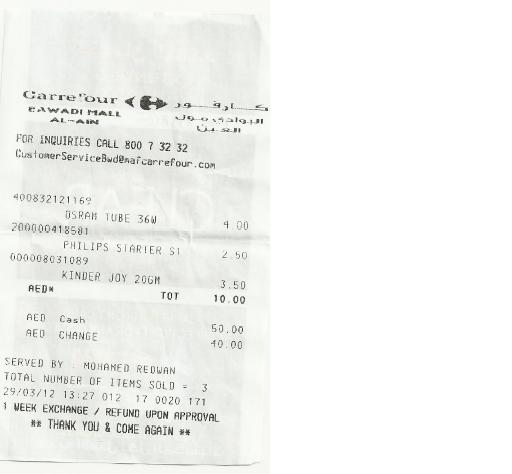 Carrefour كارفور
BAWADI MALL البوادي مول
AL-AIN العين
FOR INQUIRIES CALL 800 7 32 32
CustomerServiceBwd@mafcarrefour.com
400832121169
OSRAM TUBE 36W 4.00
200000418581
PHILIPS STARTER S1 2.50
000008031089
KINDER JOY 20GM 3.50
AED* TOT 10.00
AED Cash 50.00
AED CHANGE 40.00
SERVED BY : MOHAMED REDWAN
TOTAL NUMBER OF ITEMS SOLD = 3
29/03/12 13:27 012 17 0020 171
1 WEEK EXCHANGE / REFUND UPON APPROVAL
** THANK YOU & COME AGAIN **